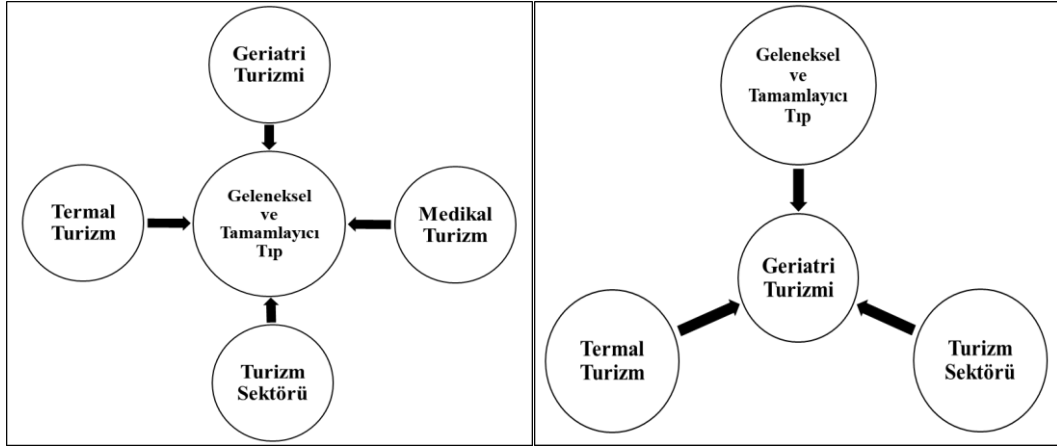 Geriatri
Turizmi
Termal
Turizm
Geleneksel
ve
Tamamlayıcı
Tıp
Medikal
Turizm
Turizm
Sektörü
Geleneksel
ve
Tamamlayıcı
Tıp
Geriatri
Turizmi
Termal
Turizm
Turizm
Sektörü